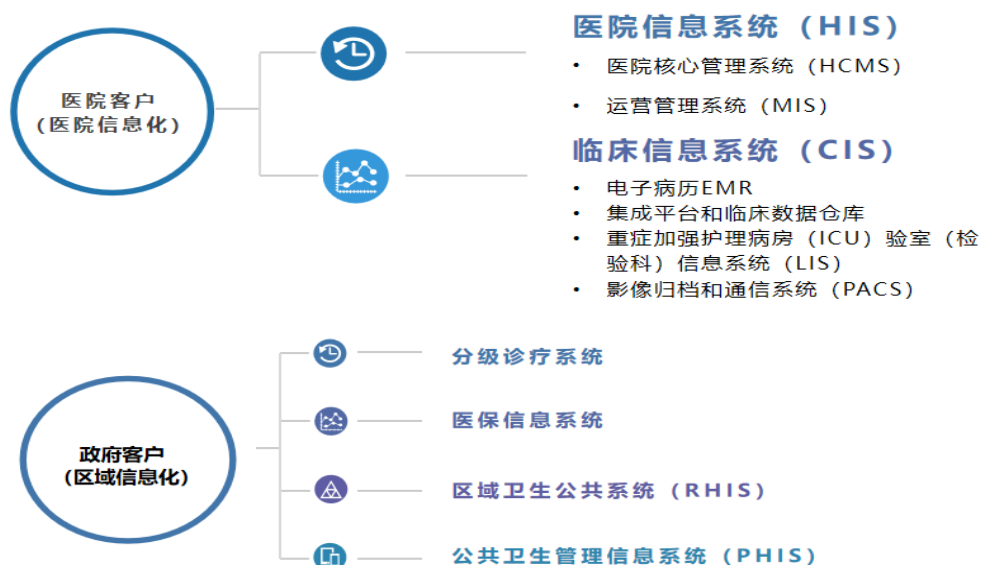 医院客户
(医院信息化)
医院信息系统（HIS）
• 医院核心管理系统（HCMS）
• 运营管理系统（MIS）
临床信息系统（CIS）
• 电子病历EMR
• 集成平台和临床数据仓库
• 重症加强护理病房（ICU）验室（检
验科）信息系统（LIS）
• 影像归档和通信系统（PACS）
政府客户
(区域信息化)
分级诊疗系统
医保信息系统
区域卫生公共系统（RHIS）
公共卫生管理信息系统（PHIS）